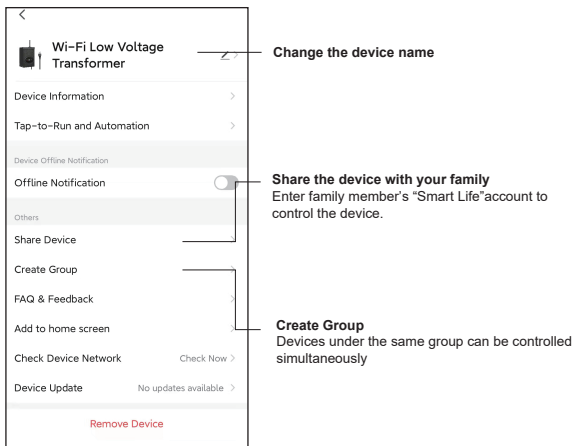 Wi-Fi Low Voltage
Transformer
Change the device name
Device Information
Tap-to-Run and Automation
Device Offline Notification
Offline Notification
Share the device with your family
Enter family member's “Smart Life”account to
control the device.
Others
Share Device
Create Group
FAQ & Feedback
Add to home screen
Create Group
Devices under the same group can be controlled
simultaneously
Check Device Network Check Now
Device Update No updates available
Remove Device